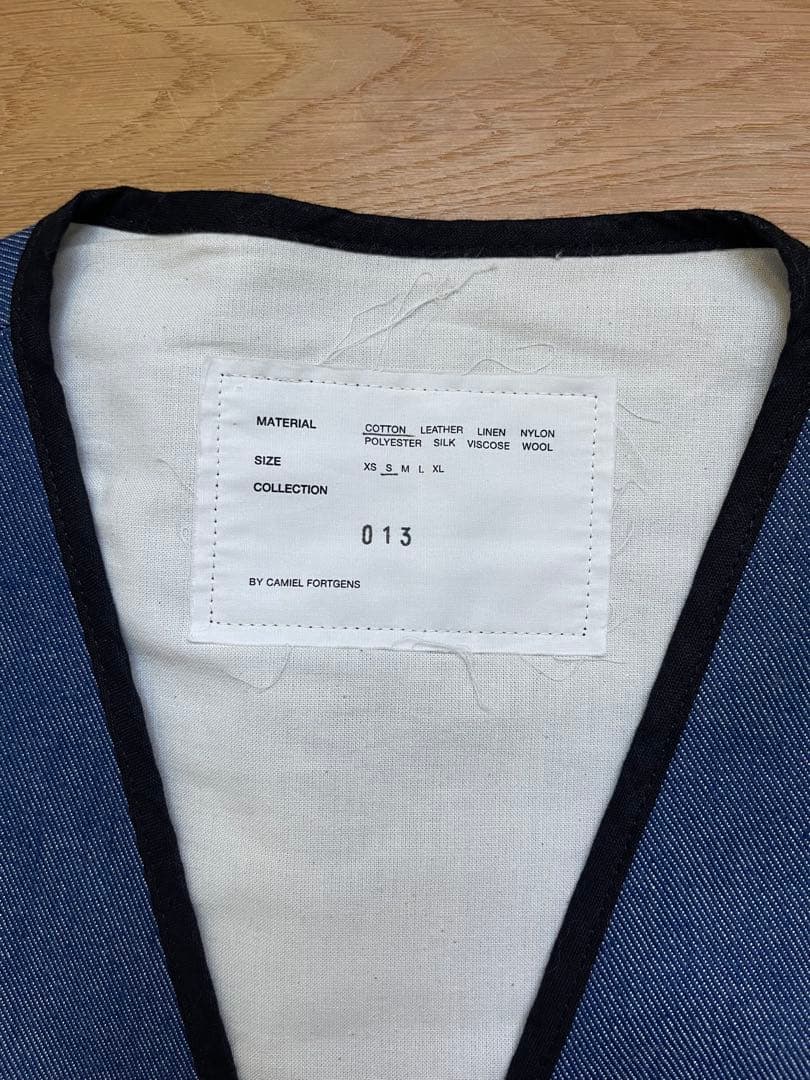 MATERIAL COTTON LEATHER LINEN NYLON
POLYESTER SILK VISCOSE WOOL
SIZE XS S M L XL
COLLECTION
013
BY CAMIEL FORTGENS